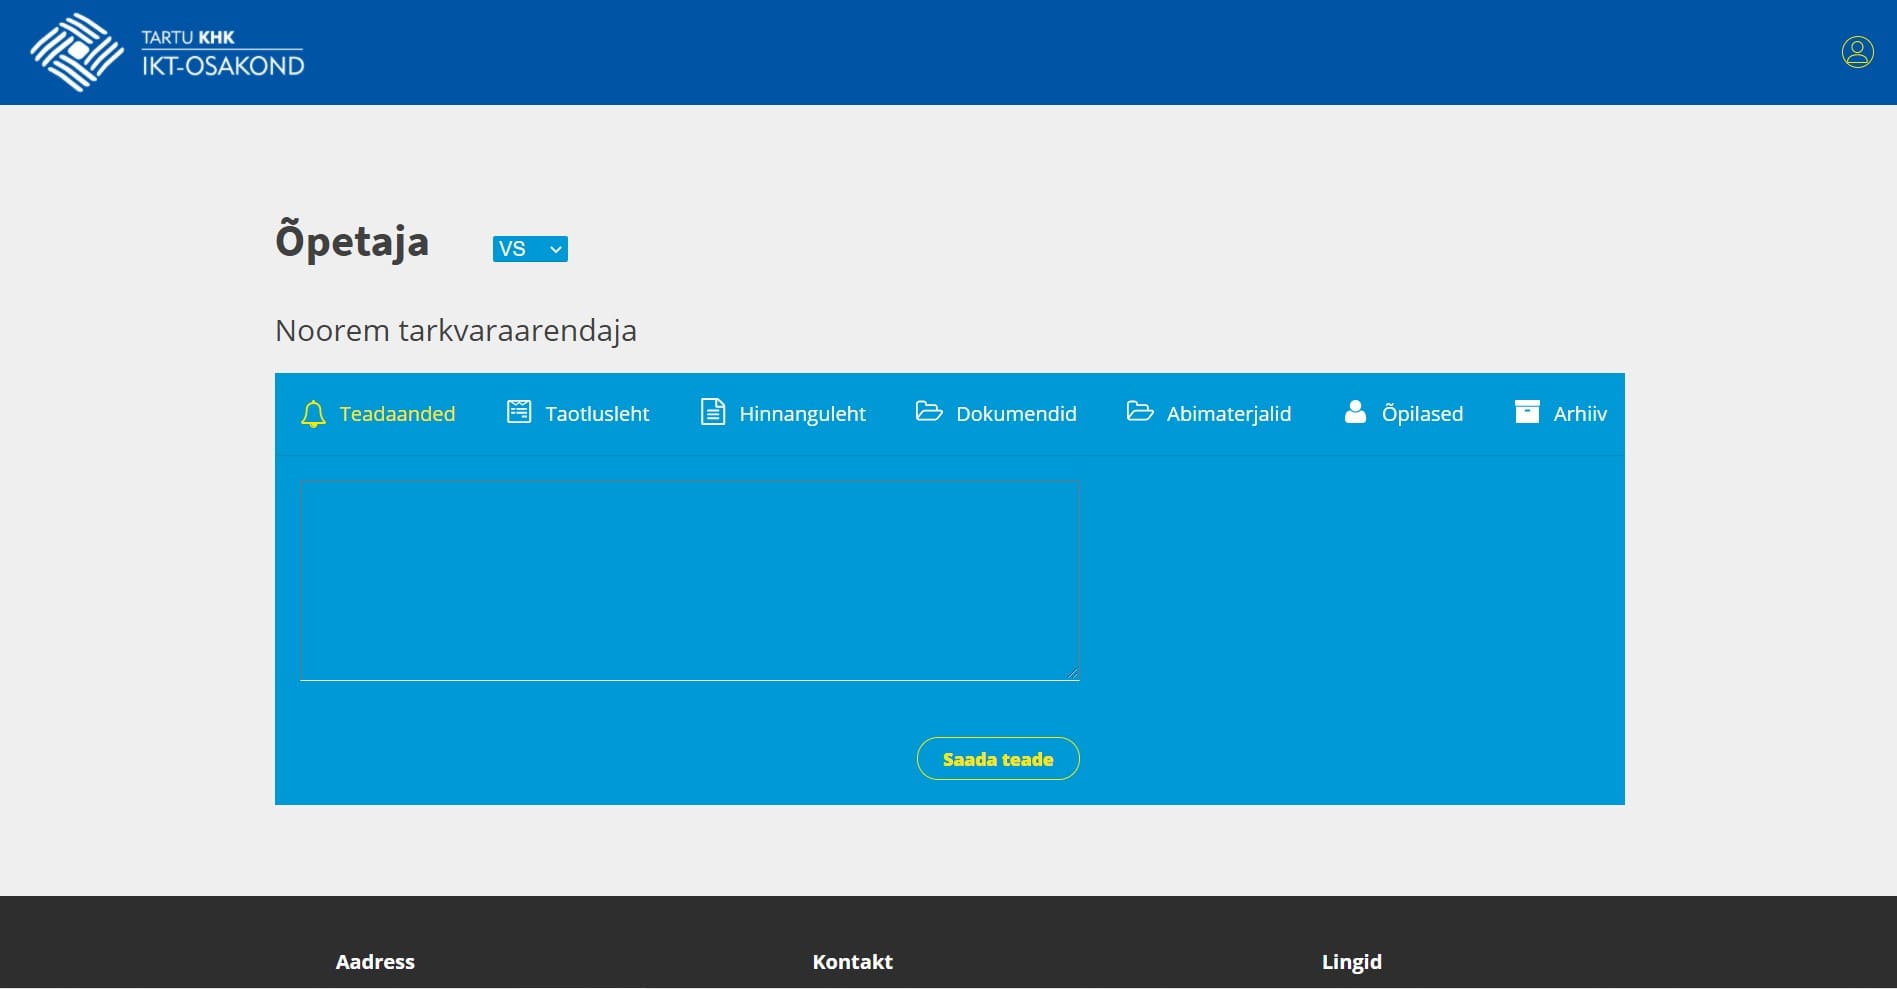 TARTU KHK
IKT-OSAKOND
Õpetaja VS
Noorem tarkvaraarendaja
Teadaanded Taotlusleht Hinnanguleht Dokumendid Abimaterjalid Õpilased Arhiiv
Saada teade
Aadress Kontakt Lingid